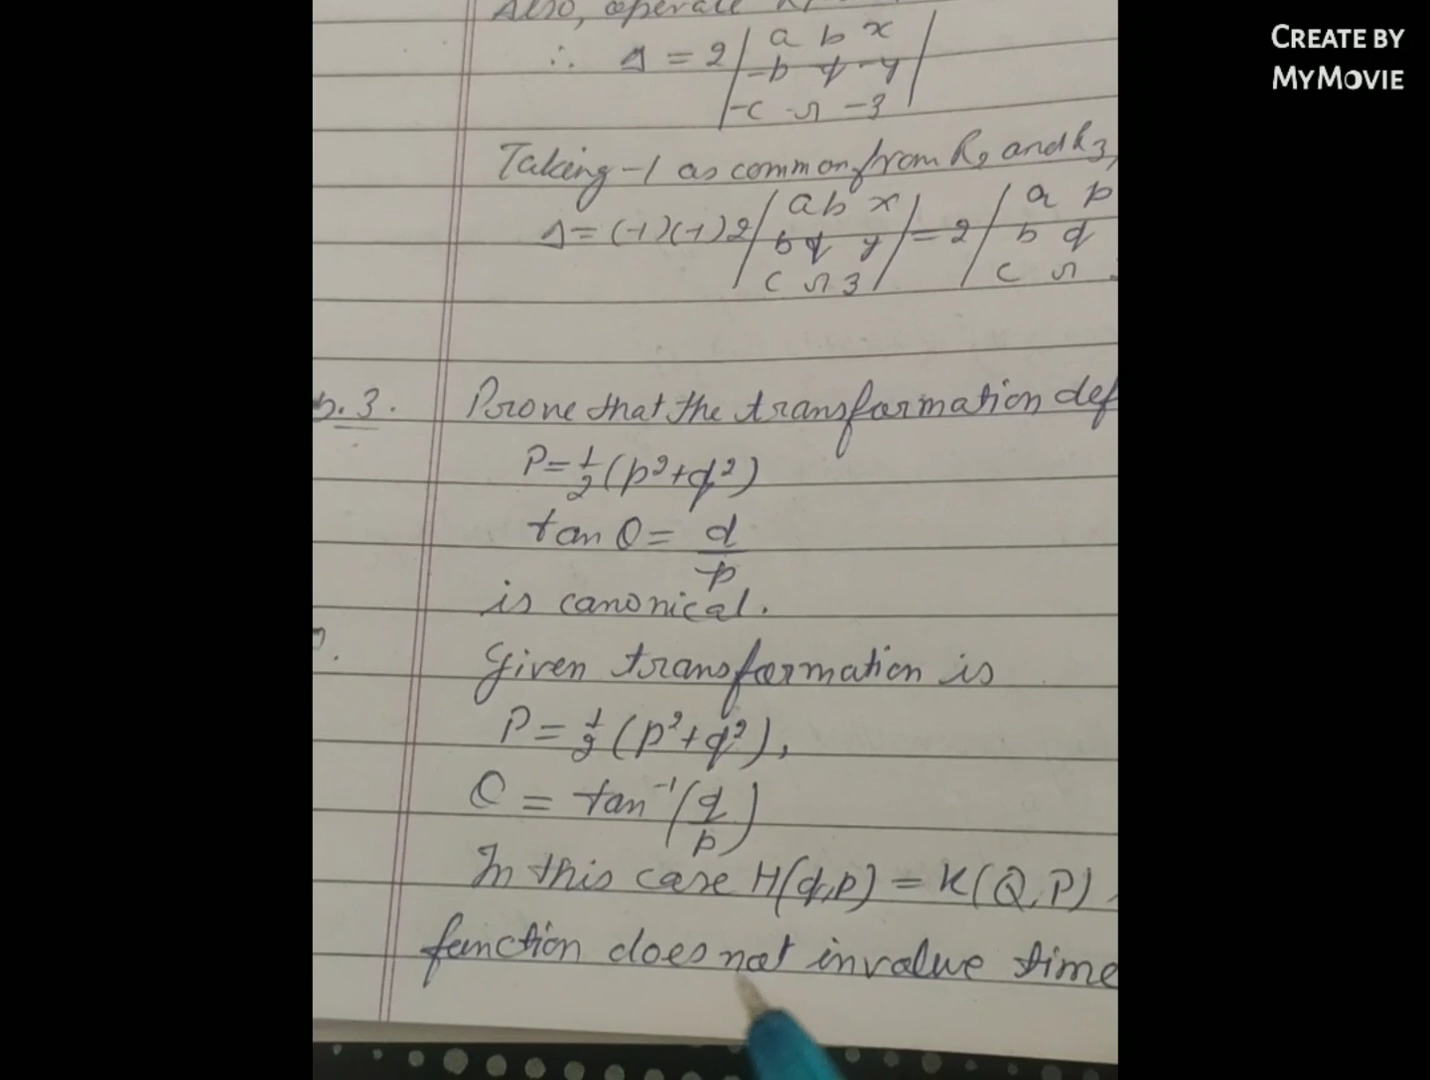 Also, operate
∴ Δ = 2 | a b x |
| -b q -y |
| -c r -z |
Taking -1 as common from R2 and R3,
Δ = (-1)(-1) 2 | a b x | = 2 | a p
| b q y | b q
| c r z | c r
b. 3. Prove that the transformation def
P = 1/2 (p² + q²)
tan Q = q/p
is canonical.
Given transformation is
P = 1/2 (p² + q²),
Q = tan⁻¹(q/p)
In this case H(q,p) = K(Q,P)
function does not involve time
CREATE BY
MYMOVIE